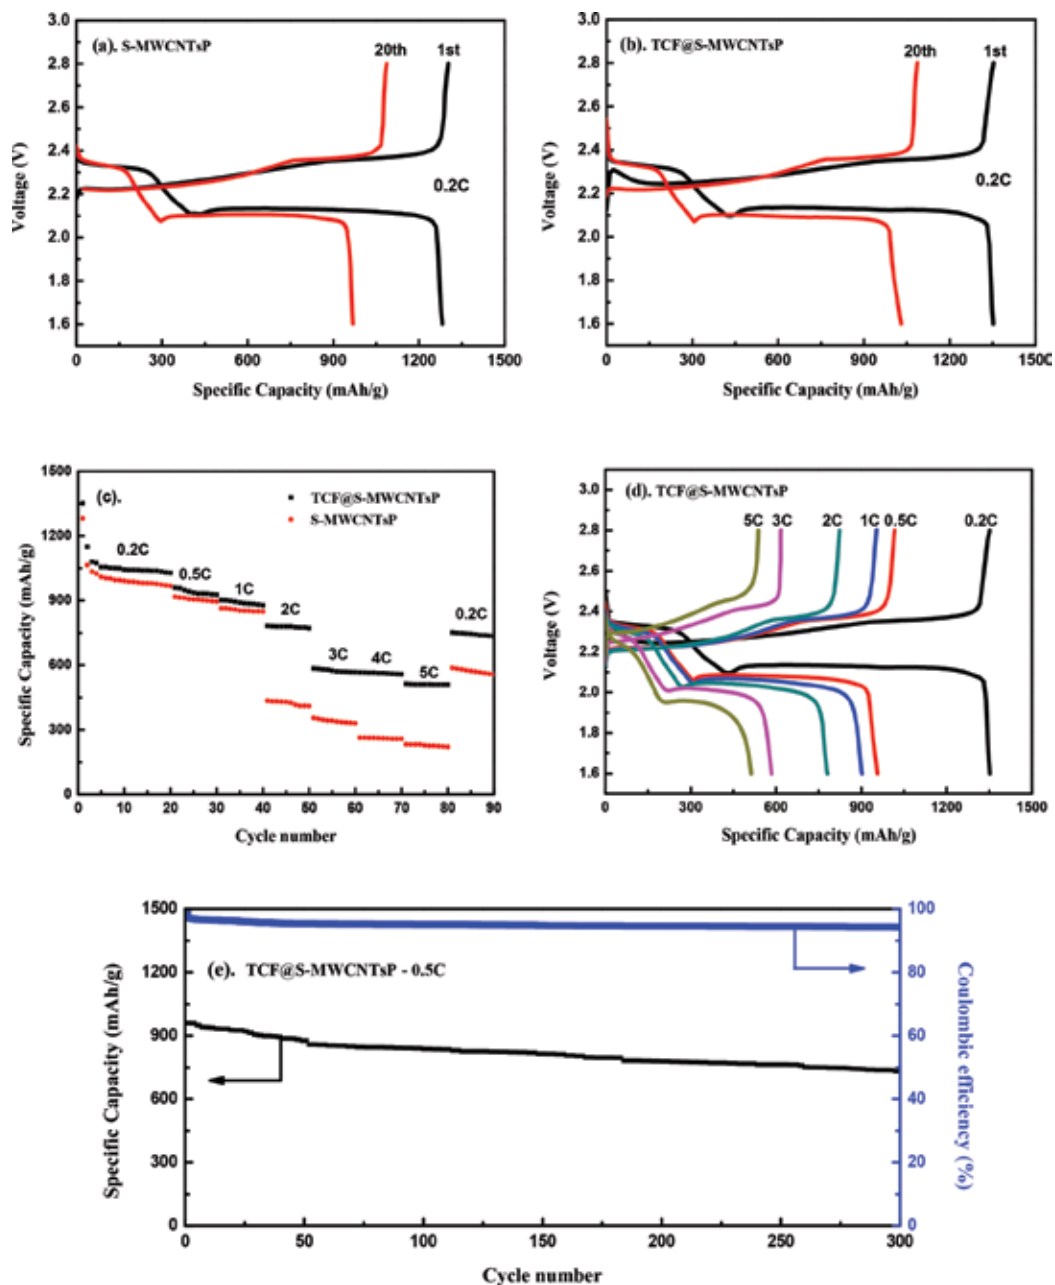 (a). S-MWCNTsP
20th
1st
0.2C
3.0
2.8
2.6
2.4
2.2
2.0
1.8
1.6
Voltage (V)
0
300
600
900
1200
1500
Specific Capacity (mAh/g)
(b). TCF@S-MWCNTsP
20th
1st
0.2C
3.0
2.8
2.6
2.4
2.2
2.0
1.8
1.6
Voltage (V)
0
300
600
900
1200
1500
Specific Capacity (mAh/g)
(c).
TCF@S-MWCNTsP
S-MWCNTsP
0.2C
0.5C
1C
2C
3C
4C
5C
0.2C
1500
1200
900
600
300
0
Specific Capacity (mAh/g)
0
10
20
30
40
50
60
70
80
90
Cycle number
(d). TCF@S-MWCNTsP
5C
3C
2C
1C
0.5C
0.2C
3.0
2.8
2.6
2.4
2.2
2.0
1.8
1.6
Voltage (V)
0
300
600
900
1200
1500
Specific Capacity (mAh/g)
(e). TCF@S-MWCNTsP - 0.5C
1500
1200
900
600
300
0
Specific Capacity (mAh/g)
100
80
60
40
20
0
Coulombic efficiency (%)
0
50
100
150
200
250
300
Cycle number